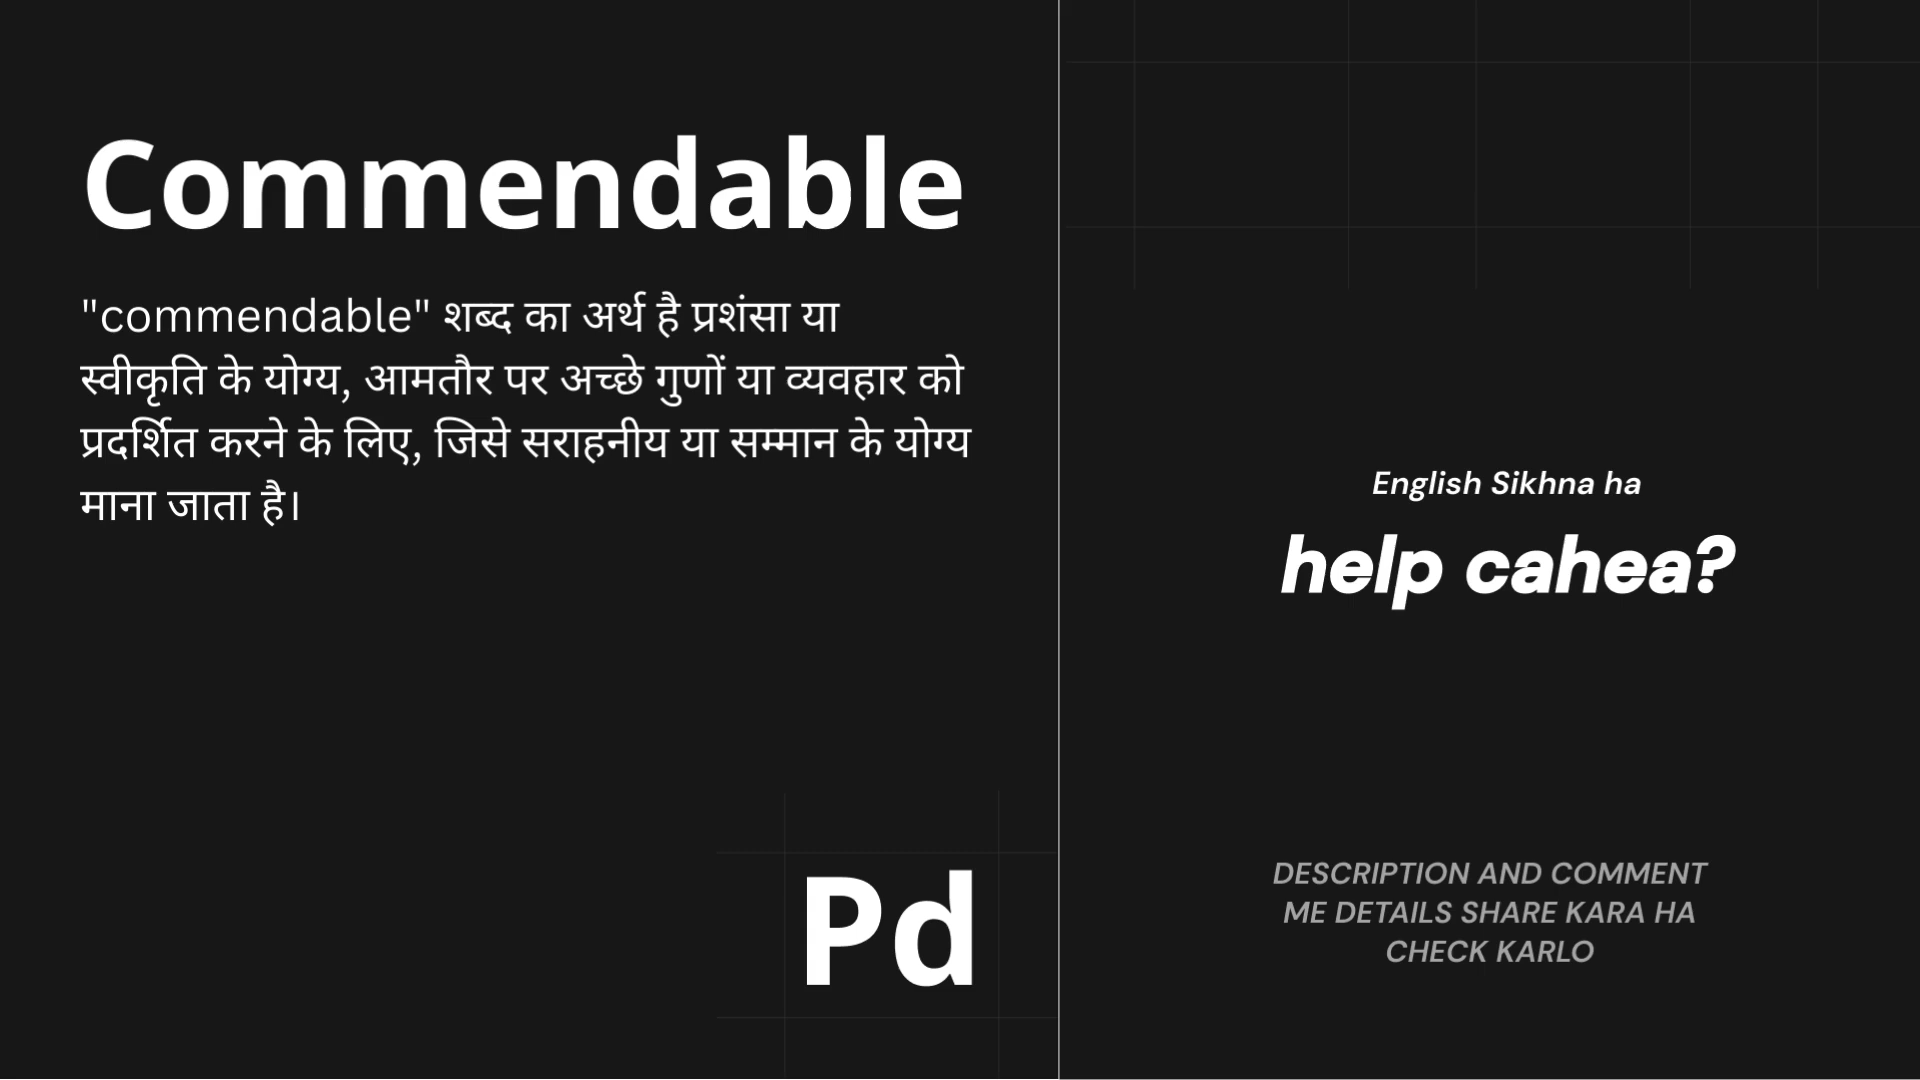 Commendable
"commendable" शब्द का अर्थ है प्रशंसा या
स्वीकृति के योग्य, आमतौर पर अच्छे गुणों या व्यवहार को
प्रदर्शित करने के लिए, जिसे सराहनीय या सम्मान के योग्य
माना जाता है।
Pd
English Sikhna ha
help cahea?
DESCRIPTION AND COMMENT
ME DETAILS SHARE KARA HA
CHECK KARLO